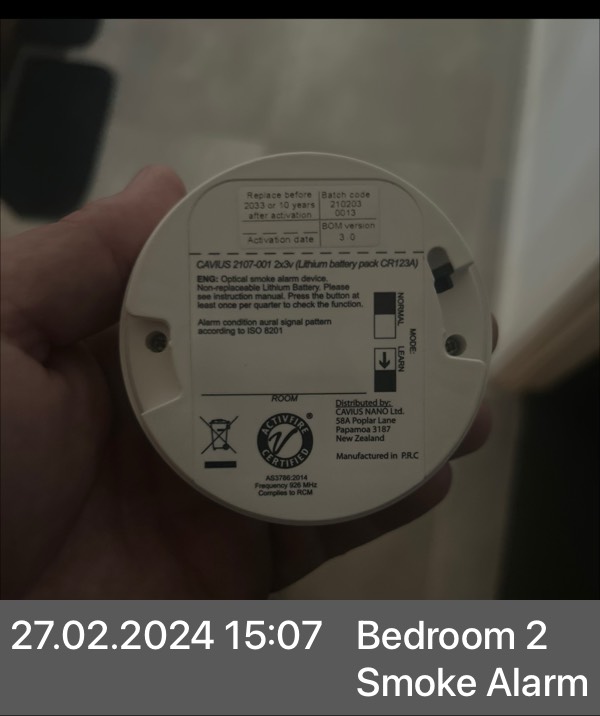 Replace before
2033 or 10 years
after activation
Activation date
Batch code
210203
0013
BOM version
3.0
CAVIUS 2107-001 2x3v (Lithium battery pack CR123A)
ENG: Optical smoke alarm device.
Non-replaceable Lithium Battery. Please
see instruction manual. Press the button at
least once per quarter to check the function.
Alarm condition aural signal pattern
according to ISO 8201
NORMAL
MODE:
LEARN
ROOM
ACTIVFIRE
CERTIFIED
®
AS3786:2014
Frequency 926 MHz
Complies to RCM
Distributed by:
CAVIUS NANO Ltd.
58A Poplar Lane
Papamoa 3187
New Zealand
Manufactured in P.R.C
27.02.2024 15:07
Bedroom 2
Smoke Alarm